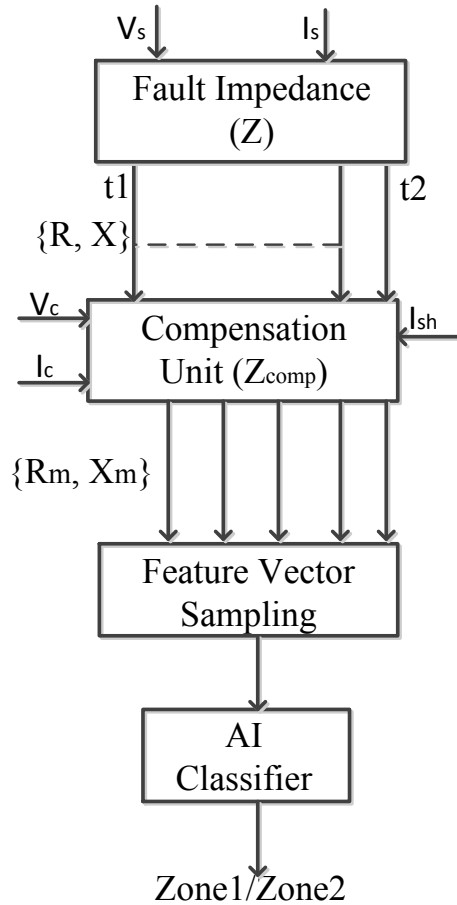 Vs Is
Fault Impedance
(Z)
t1 t2
{R, X}
Vc
Ish
Compensation
Unit (Zcomp)
Ic
{Rm, Xm}
Feature Vector
Sampling
AI
Classifier
Zone1/Zone2